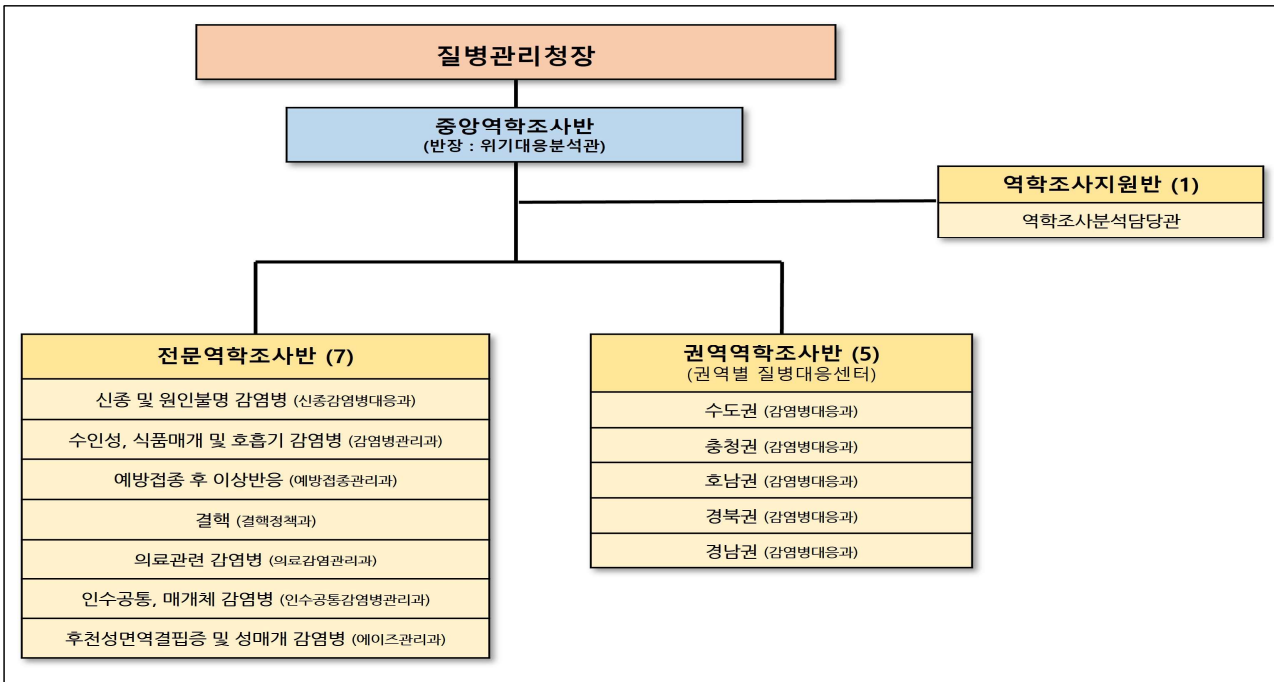 질병관리청장
중앙역학조사반
(반장 : 위기대응분석관)
역학조사지원반 (1)
역학조사분석담당관
전문역학조사반 (7)
신종 및 원인불명 감염병 (신종감염병대응과)
수인성, 식품매개 및 호흡기 감염병 (감염병관리과)
예방접종 후 이상반응 (예방접종관리과)
결핵 (결핵정책과)
의료관련 감염병 (의료감염관리과)
인수공통, 매개체 감염병 (인수공통감염병관리과)
후천성면역결핍증 및 성매개 감염병 (에이즈관리과)
권역역학조사반 (5)
(권역별 질병대응센터)
수도권 (감염병대응과)
충청권 (감염병대응과)
호남권 (감염병대응과)
경북권 (감염병대응과)
경남권 (감염병대응과)